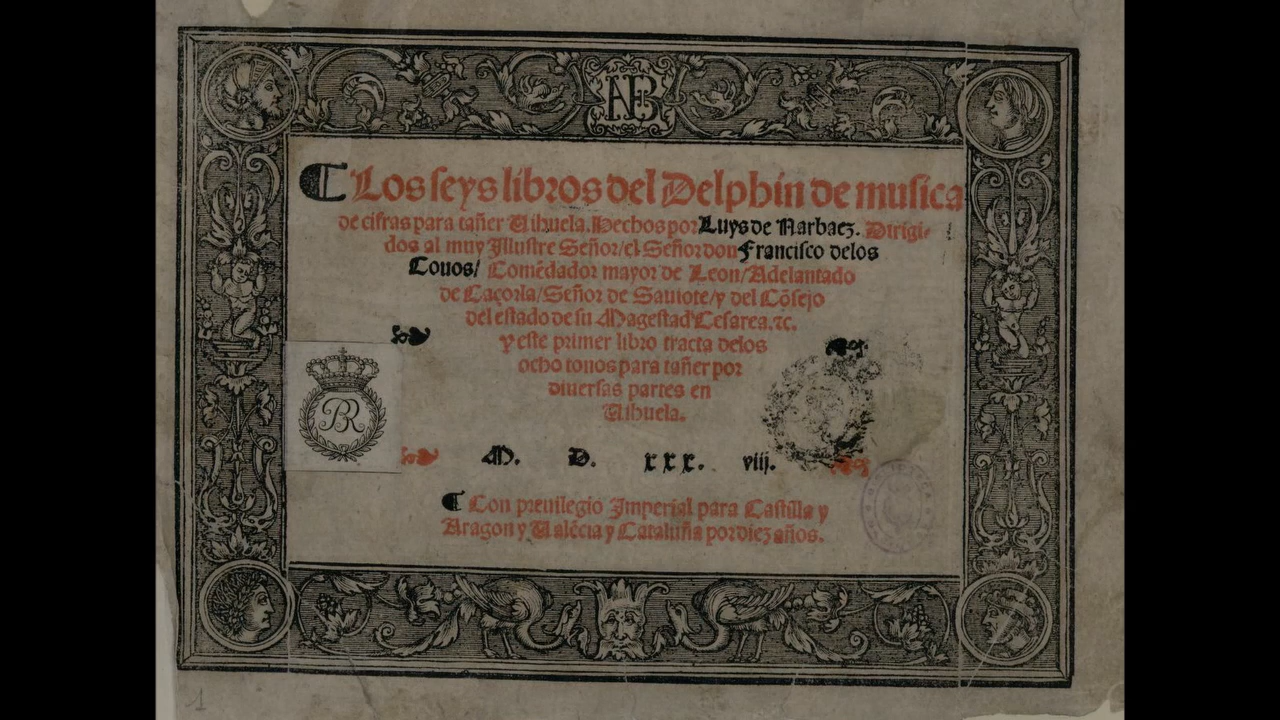 Los seys libros del Delphin de musica
de cifras para tañer Uihuela. Hechos por Luys de Narbaez. Dirigi-
dos al muy Illustre Señor/el Señor don Francisco delos
Couos/ Comẽdador mayor de Leon/Adelantado
de Caçorla/Señor de Sauiote/y del Cõsejo
del estado de su Magestad Cesarea.⁊c.
y este primer libro tracta delos
ocho tonos para tañer por
diuersas partes en
Uihuela.
BR
M. D. xxx. viij.
Con preuilegio Imperial para Castilla y
Aragon y Ualẽcia y Cataluña por diez años.
1